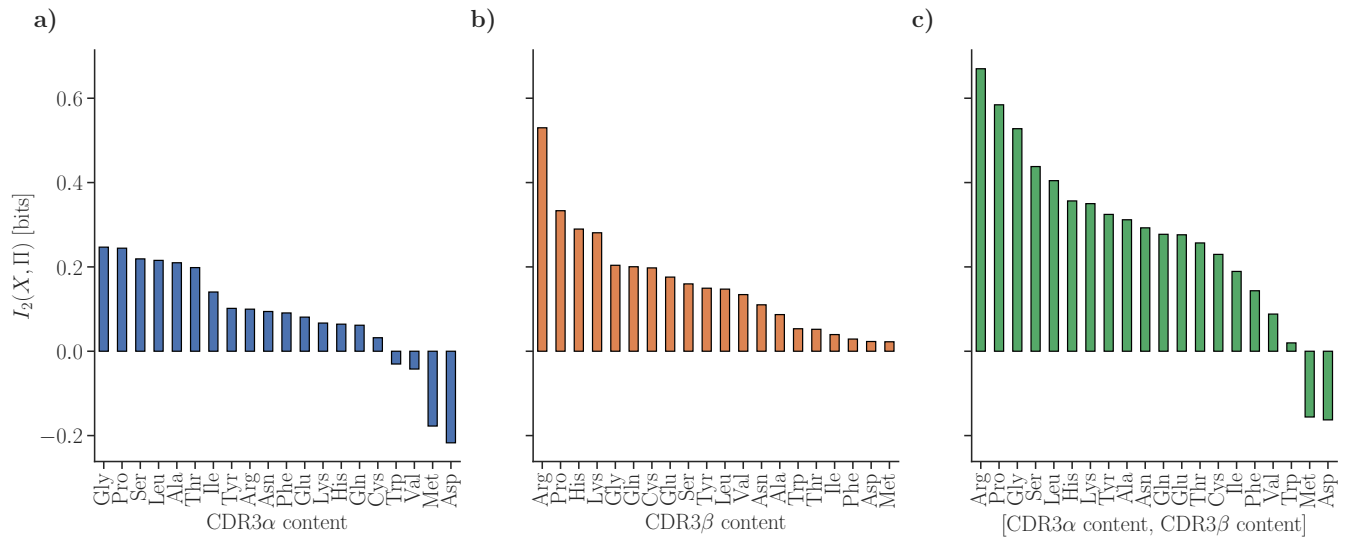 a)
b)
c)
I₂(X, Π) [bits]
0.6
0.4
0.2
0.0
−0.2
Gly
Pro
Ser
Leu
Ala
Thr
Ile
Tyr
Arg
Asn
Phe
Glu
Lys
His
Gln
Cys
Trp
Val
Met
Asp
CDR3α content
Arg
Pro
His
Lys
Gly
Gln
Cys
Glu
Ser
Tyr
Leu
Val
Asn
Ala
Trp
Thr
Ile
Phe
Asp
Met
CDR3β content
Arg
Pro
Gly
Ser
Leu
His
Lys
Tyr
Ala
Asn
Gln
Glu
Thr
Cys
Ile
Phe
Val
Trp
Met
Asp
[CDR3α content, CDR3β content]